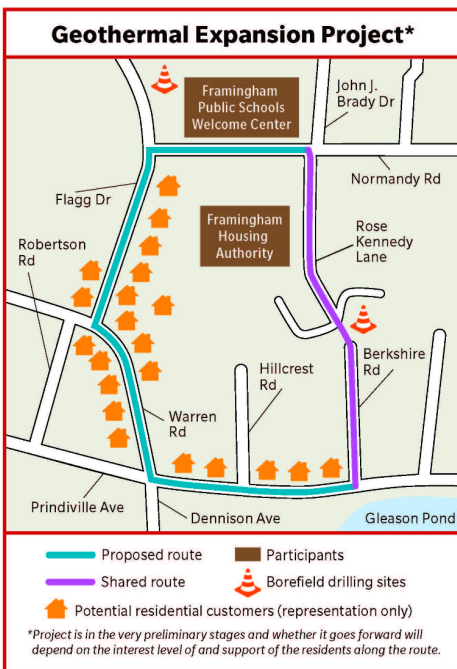 Geothermal Expansion Project*
Framingham
Public Schools
Welcome Center
John J.
Brady Dr
Normandy Rd
Flagg Dr
Framingham
Housing
Authority
Rose
Kennedy
Lane
Robertson
Rd
Hillcrest
Rd
Berkshire
Rd
Warren
Rd
Prindiville Ave
Dennison Ave
Gleason Pond
Proposed route
Participants
Shared route
Borefield drilling sites
Potential residential customers (representation only)
*Project is in the very preliminary stages and whether it goes forward will
depend on the interest level of and support of the residents along the route.